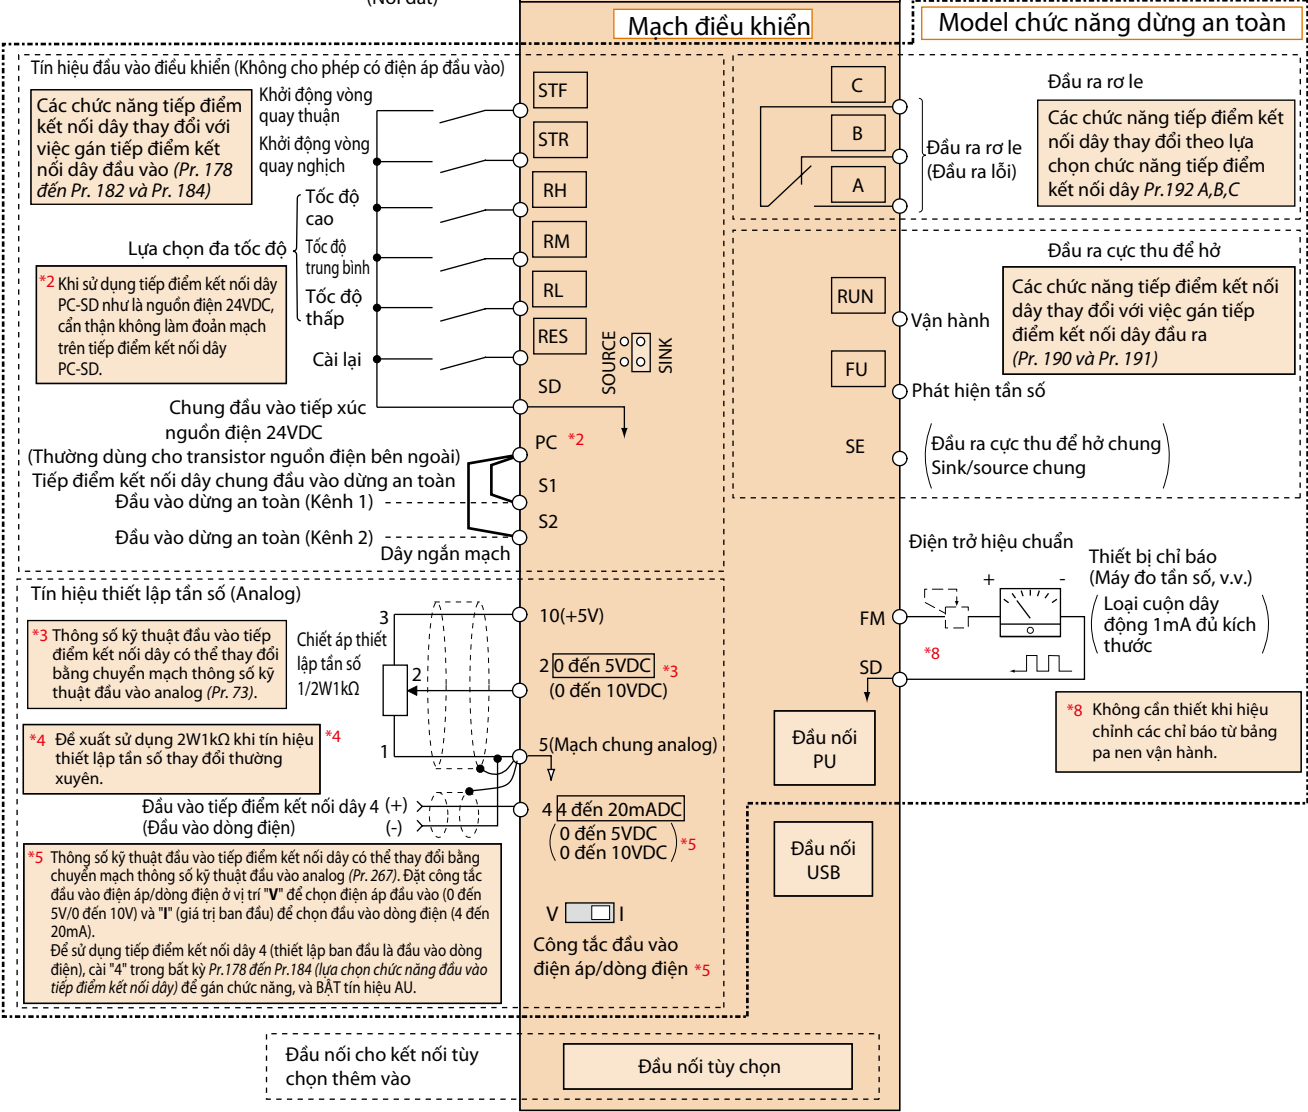 (Nối đất)
Mạch điều khiển
Model chức năng dừng an toàn
Tín hiệu đầu vào điều khiển (Không cho phép có điện áp đầu vào)
Các chức năng tiếp điểm
kết nối dây thay đổi với
việc gán tiếp điểm kết
nối dây đầu vào (Pr. 178
đến Pr. 182 và Pr. 184)
Khởi động vòng
quay thuận
Khởi động vòng
quay nghịch
Tốc độ
cao
Lựa chọn đa tốc độ
Tốc độ
trung bình
Tốc độ
thấp
*2 Khi sử dụng tiếp điểm kết nối dây
PC-SD như là nguồn điện 24VDC,
cẩn thận không làm đoản mạch
trên tiếp điểm kết nối dây
PC-SD.
Cài lại
Chung đầu vào tiếp xúc
nguồn điện 24VDC
(Thường dùng cho transistor nguồn điện bên ngoài)
Tiếp điểm kết nối dây chung đầu vào dừng an toàn
Đầu vào dừng an toàn (Kênh 1)
Đầu vào dừng an toàn (Kênh 2)
Dây ngắn mạch
STF
STR
RH
RM
RL
RES
SOURCE
SINK
SD
PC *2
S1
S2
C
B
A
Đầu ra rơ le
(Đầu ra lỗi)
Đầu ra rơ le
Các chức năng tiếp điểm kết
nối dây thay đổi theo lựa
chọn chức năng tiếp điểm
kết nối dây Pr.192 A,B,C
Đầu ra cực thu để hở
Các chức năng tiếp điểm kết nối
dây thay đổi với việc gán tiếp
điểm kết nối dây đầu ra
(Pr. 190 và Pr. 191)
RUN
Vận hành
FU
Phát hiện tần số
SE
Đầu ra cực thu để hở chung
Sink/source chung
Tín hiệu thiết lập tần số (Analog)
*3 Thông số kỹ thuật đầu vào tiếp
điểm kết nối dây có thể thay đổi
bằng chuyển mạch thông số kỹ
thuật đầu vào analog (Pr. 73).
Chiết áp thiết
lập tần số
1/2W1kΩ
3
2
1
*4 Đề xuất sử dụng 2W1kΩ khi tín hiệu
thiết lập tần số thay đổi thường
xuyên.
*4
Đầu vào tiếp điểm kết nối dây 4 (+)
(Đầu vào dòng điện) (-)
*5 Thông số kỹ thuật đầu vào tiếp điểm kết nối dây có thể thay đổi bằng
chuyển mạch thông số kỹ thuật đầu vào analog (Pr. 267). Đặt công tắc
đầu vào điện áp/dòng điện ở vị trí "V" để chọn điện áp đầu vào (0 đến
5V/0 đến 10V) và "I" (giá trị ban đầu) để chọn đầu vào dòng điện (4 đến
20mA).
Để sử dụng tiếp điểm kết nối dây 4 (thiết lập ban đầu là đầu vào dòng
điện), cài "4" trong bất kỳ Pr.178 đến Pr.184 (lựa chọn chức năng đầu vào
tiếp điểm kết nối dây) để gán chức năng, và BẬT tín hiệu AU.
10(+5V)
2 0 đến 5VDC *3
(0 đến 10VDC)
5(Mạch chung analog)
4 4 đến 20mADC
0 đến 5VDC
0 đến 10VDC *5
V I
Công tắc đầu vào
điện áp/dòng điện *5
Điện trở hiệu chuẩn
+ -
Thiết bị chỉ báo
(Máy đo tần số, v.v.)
Loại cuộn dây
động 1mA đủ kích
thước
FM
*8
SD
*8 Không cần thiết khi hiệu
chỉnh các chỉ báo từ bảng
pa nen vận hành.
Đầu nối
PU
Đầu nối
USB
Đầu nối cho kết nối tùy
chọn thêm vào
Đầu nối tùy chọn